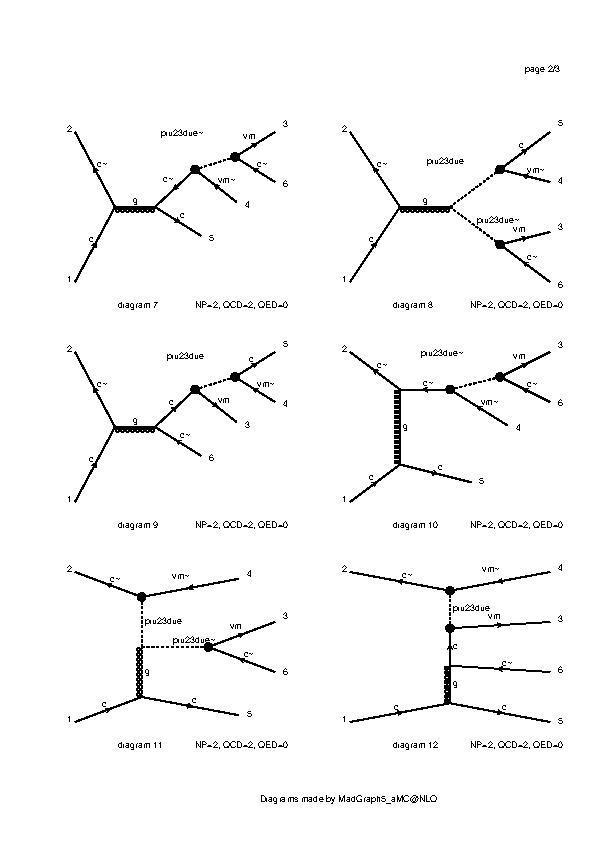 page 2/3
2
piu23due~
vm
3
c~
c~
6
c~
vm~
4
g
c
5
c
1
diagram 7 NP=2, QCD=2, QED=0
2
piu23due
c
5
c~
vm~
4
g
piu23due~
vm
3
c
c~
6
1
diagram 8 NP=2, QCD=2, QED=0
2
piu23due
c
5
c~
vm~
4
c
vm
3
g
c~
6
c
1
diagram 9 NP=2, QCD=2, QED=0
2
piu23due~
vm
3
c~
c~
c~
6
vm~
4
g
c
5
c
1
diagram 10 NP=2, QCD=2, QED=0
2
c~
vm~
4
piu23due
piu23due~
vm
3
c~
6
g
c
5
c
1
diagram 11 NP=2, QCD=2, QED=0
2
c~
vm~
4
piu23due
vm
3
c
c~
6
g
c
c
5
1
diagram 12 NP=2, QCD=2, QED=0
Diagrams made by MadGraph5_aMC@NLO